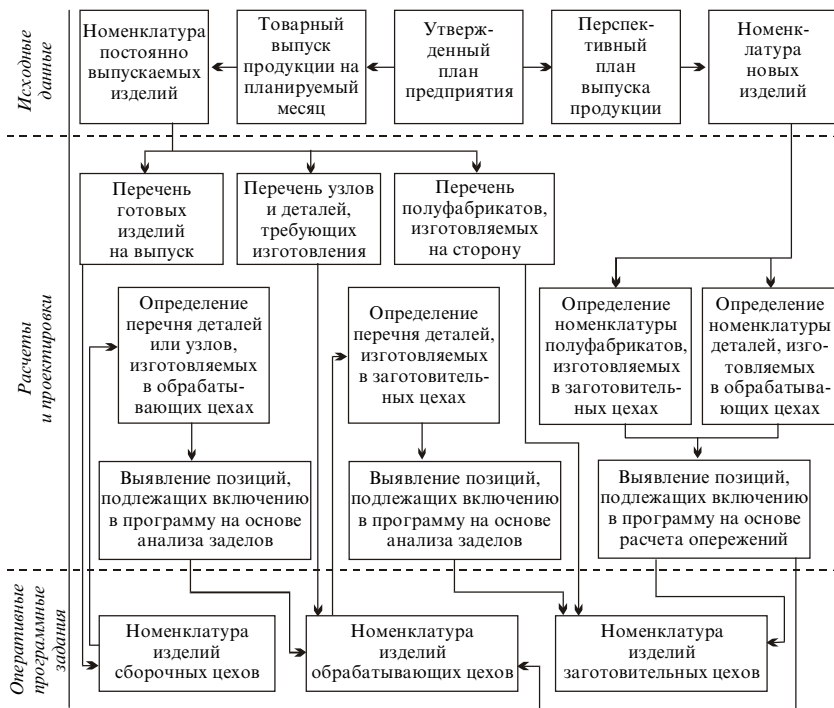 Исходные
данные
Номенклатура
постоянно
выпускаемых
изделий
Товарный
выпуск
продукции на
планируемый
месяц
Утверж-
денный
план
предприятия
Перспек-
тивный
план
выпуска
продукции
Номенк-
латура
новых
изделий
Расчеты
и проектировки
Перечень
готовых
изделий
на выпуск
Перечень узлов
и деталей,
требующих
изготовления
Перечень
полуфабрикатов,
изготовляемых
на сторону
Определение
перечня деталей
или узлов,
изготовляемых
в обрабаты-
вающих цехах
Определение
перечня деталей,
изготовляемых
в заготовитель-
ных цехах
Определение
номенклатуры
полуфабрикатов,
изготовляемых
в заготовитель-
ных цехах
Определение
номенклатуры
деталей, изго-
товляемых
в обрабатываю-
ющих цехах
Выявление позиций,
подлежащих включению
в программу на основе
анализа заделов
Выявление позиций,
подлежащих включению
в программу на основе
анализа заделов
Выявление позиций,
подлежащих включению
в программу на основе
расчета опережений
Оперативные
программные
задания
Номенклатура
изделий
сборочных цехов
Номенклатура
изделий
обрабатывающих цехов
Номенклатура
изделий
заготовительных цехов